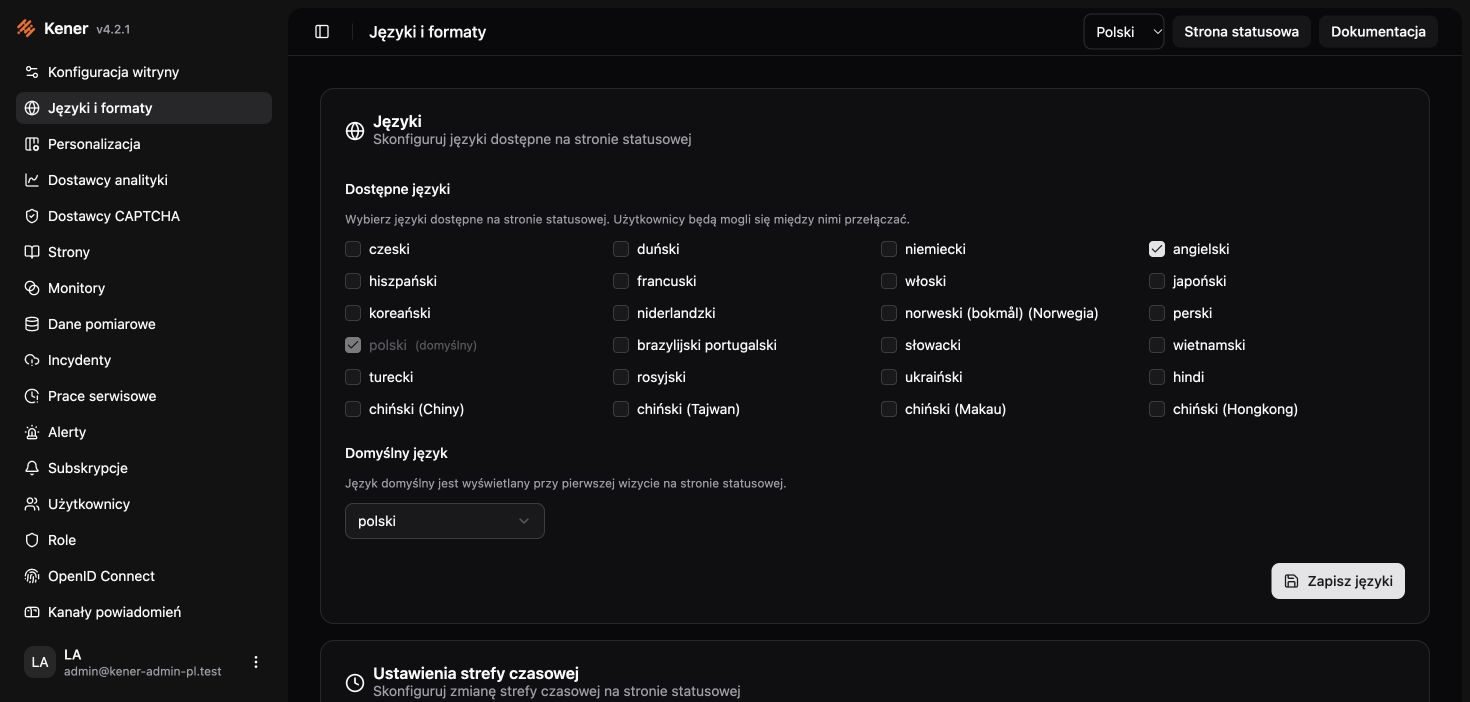 Kener v4.2.1
Konfiguracja witryny
Języki i formaty
Personalizacja
Dostawcy analityki
Dostawcy CAPTCHA
Strony
Monitory
Dane pomiarowe
Incydenty
Prace serwisowe
Alerty
Subskrypcje
Użytkownicy
Role
OpenID Connect
Kanały powiadomień
LA
LA
admin@kener-admin-pl.test
Języki i formaty
Polski
Strona statusowa
Dokumentacja
Języki
Skonfiguruj języki dostępne na stronie statusowej
Dostępne języki
Wybierz języki dostępne na stronie statusowej. Użytkownicy będą mogli się między nimi przełączać.
czeski duński niemiecki angielski
hiszpański francuski włoski japoński
koreański niderlandzki norweski (bokmål) (Norwegia) perski
polski (domyślny) brazylijski portugalski słowacki wietnamski
turecki rosyjski ukraiński hindi
chiński (Chiny) chiński (Tajwan) chiński (Makau) chiński (Hongkong)
Domyślny język
Język domyślny jest wyświetlany przy pierwszej wizycie na stronie statusowej.
polski
Zapisz języki
Ustawienia strefy czasowej
Skonfiguruj zmianę strefy czasowej na stronie statusowej